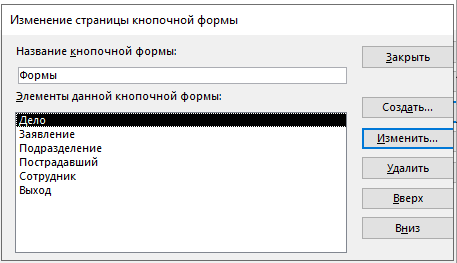 Изменение страницы кнопочной формы
Название кнопочной формы:
Закрыть
Формы
Элементы данной кнопочной формы:
Дело
Заявление
Подразделение
Пострадавший
Сотрудник
Выход
Создать...
Изменить...
Удалить
Вверх
Вниз